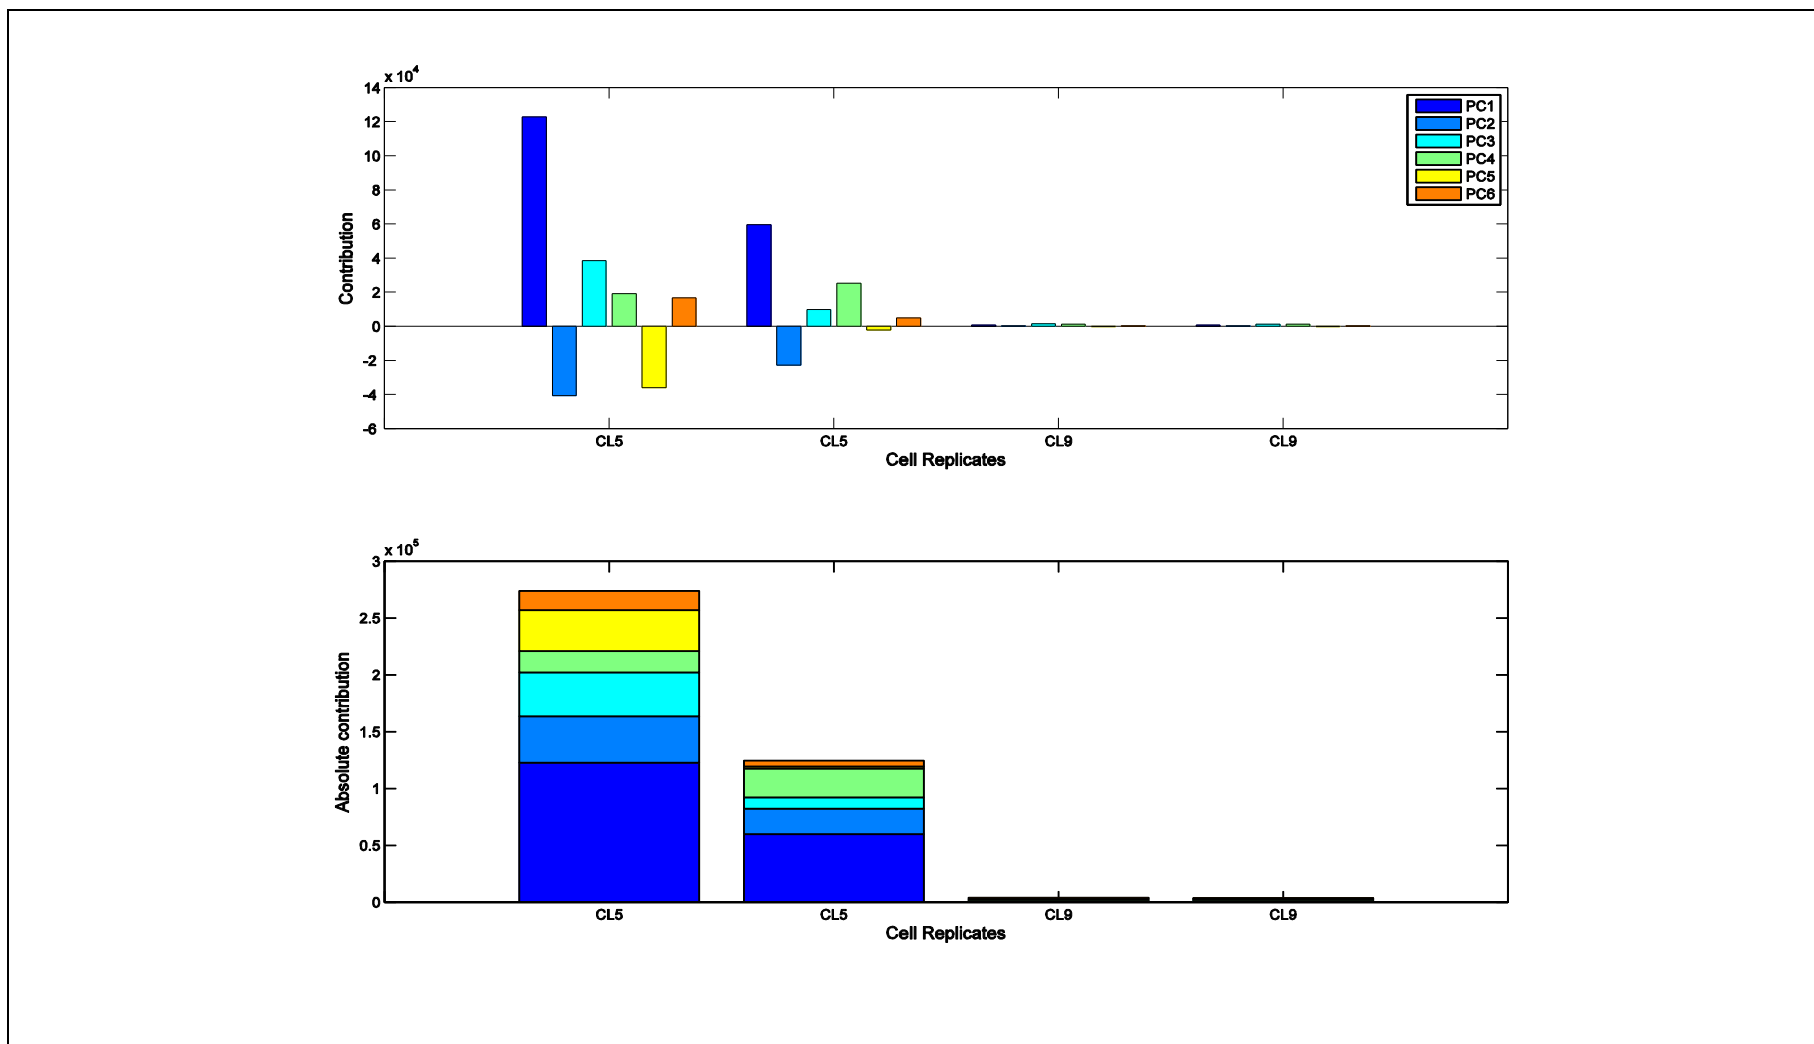 x 10^4
14
12
10
8
6
4
2
0
-2
-4
-6
Contribution
PC1
PC2
PC3
PC4
PC5
PC6
CL5 CL5 CL9 CL9
Cell Replicates
x 10^5
3
2.5
2
1.5
1
0.5
0
Absolute contribution
CL5 CL5 CL9 CL9
Cell Replicates